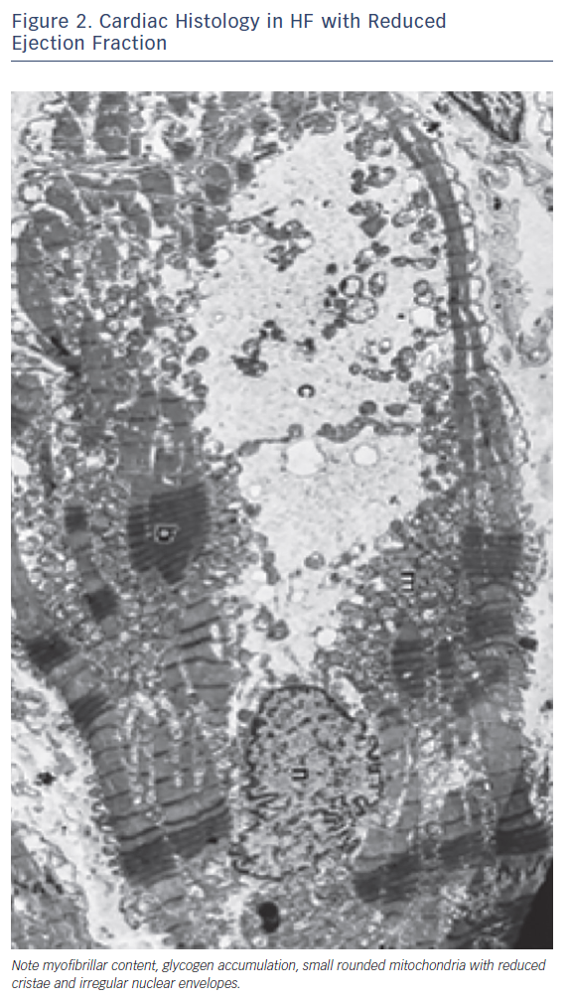 Figure 2. Cardiac Histology in HF with Reduced
Ejection Fraction
c
m
n
Note myofibrillar content, glycogen accumulation, small rounded mitochondria with reduced
cristae and irregular nuclear envelopes.